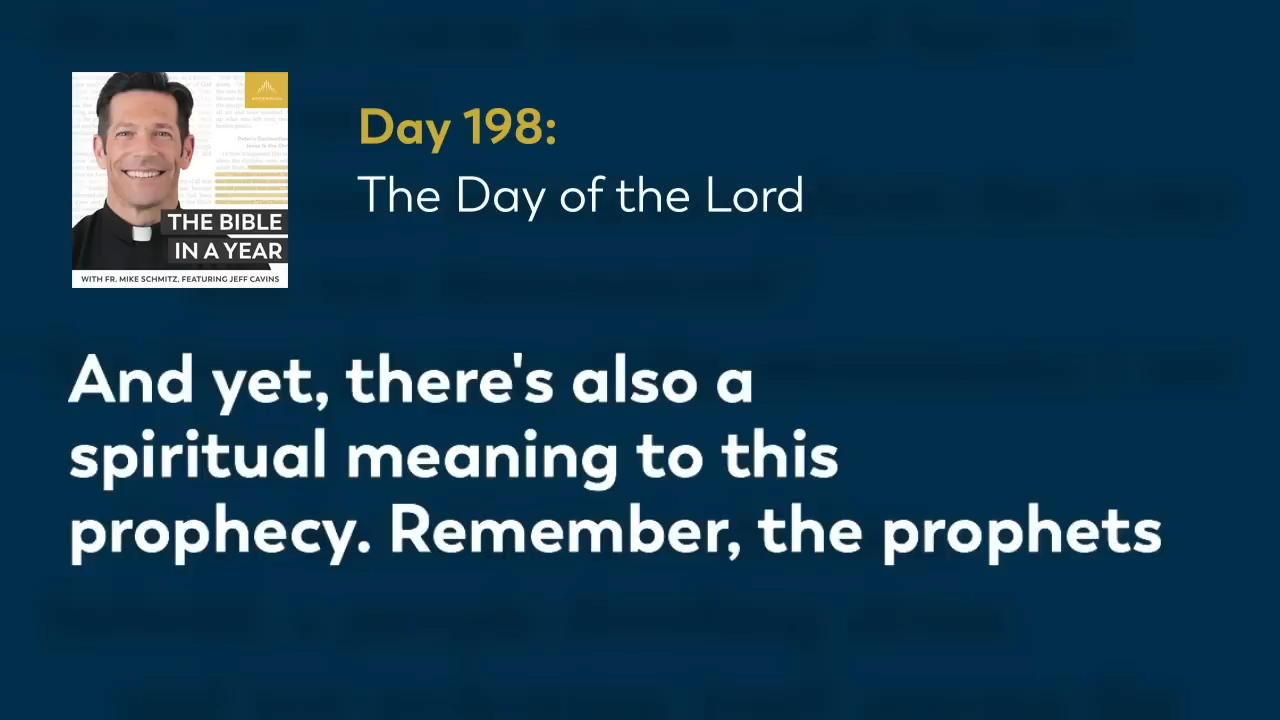 Day 198:
The Day of the Lord
THE BIBLE
IN A YEAR
WITH FR. MIKE SCHMITZ, FEATURING JEFF CAVINS
And yet, there's also a
spiritual meaning to this
prophecy. Remember, the prophets